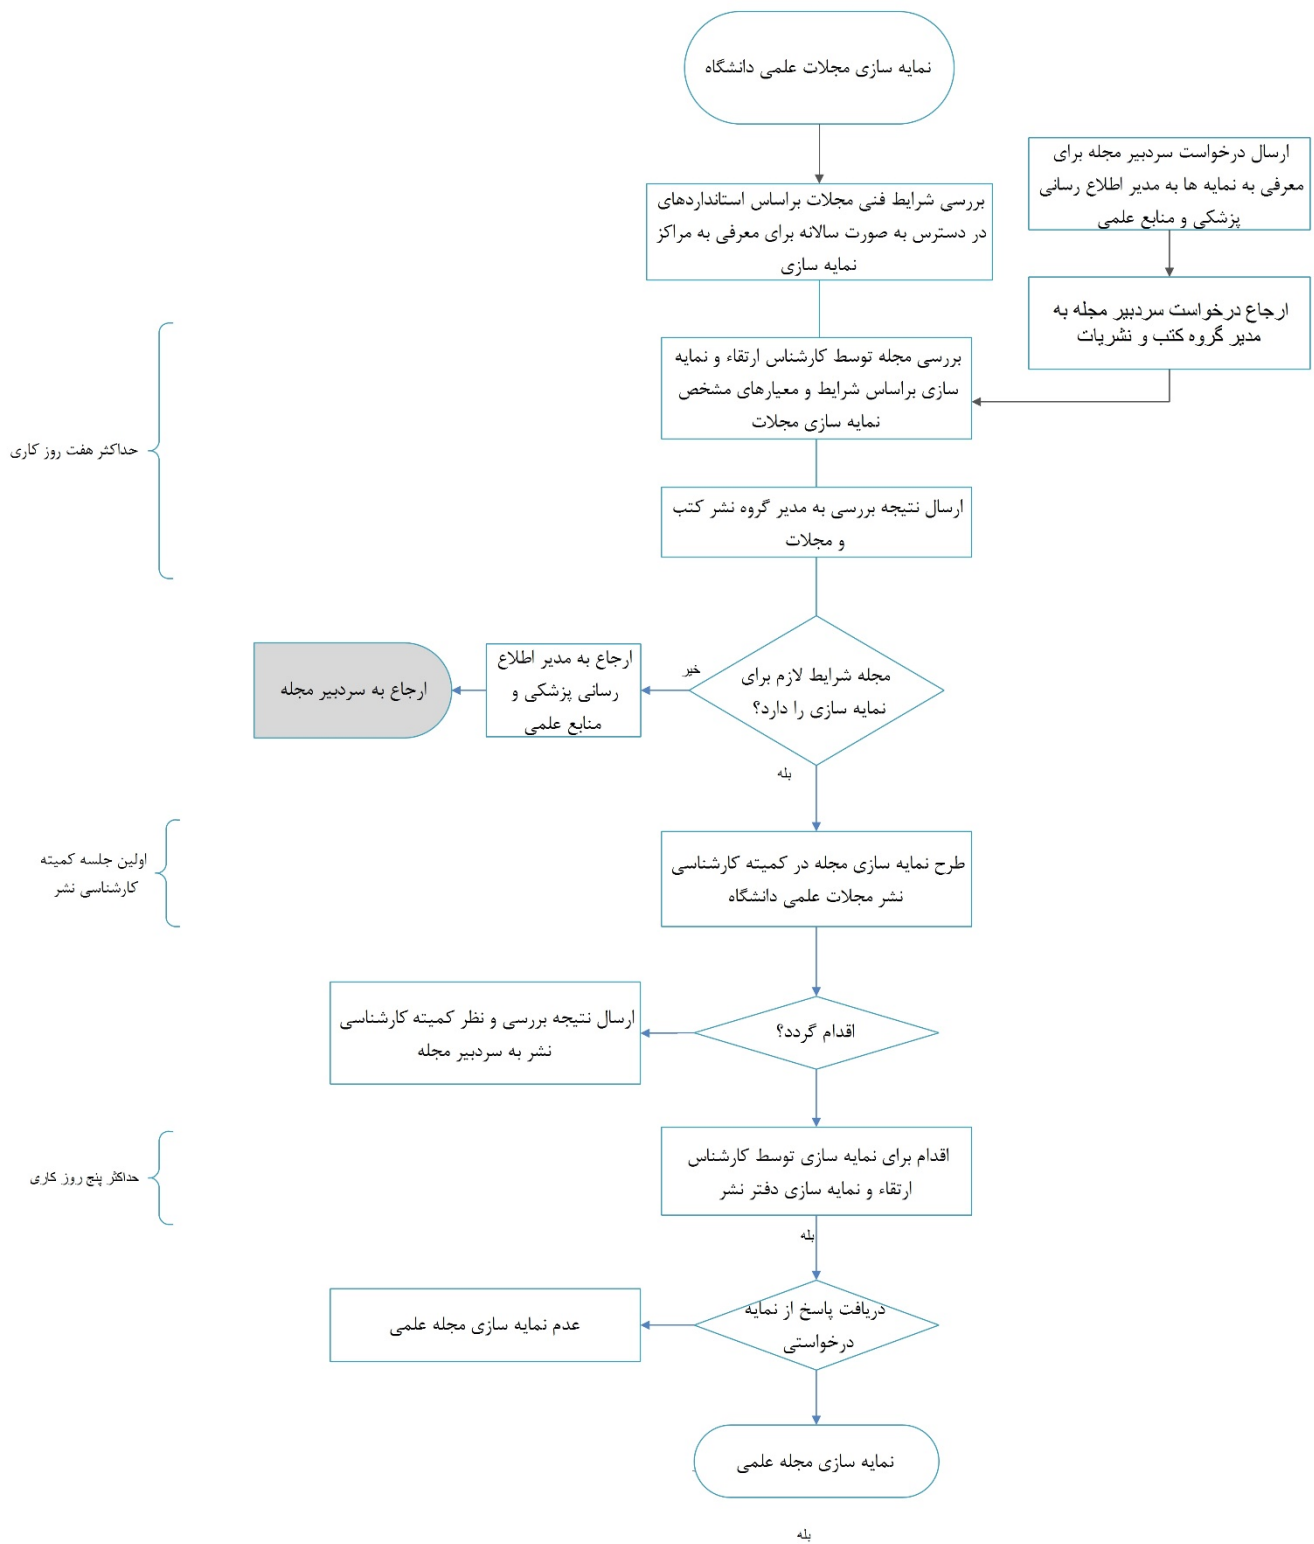 نمایه سازی مجلات علمی دانشگاه
ارسال درخواست سردبیر مجله برای
معرفی به نمایه ها به مدیر اطلاع رسانی
پزشکی و منابع علمی
بررسی شرایط فنی مجلات براساس استانداردهای
در دسترس به صورت سالانه برای معرفی به مراکز
نمایه سازی
ارجاع درخواست سردبیر مجله به
مدیر گروه کتب و نشریات
بررسی مجله توسط کارشناس ارتقاء و نمایه
سازی براساس شرایط و معیارهای مشخص
نمایه سازی مجلات
حداکثر هفت روز کاری
ارسال نتیجه بررسی به مدیر گروه نشر کتب
و مجلات
مجله شرایط لازم برای
نمایه سازی را دارد؟
خیر
ارجاع به مدیر اطلاع
رسانی پزشکی و
منابع علمی
ارجاع به سردبیر مجله
بله
طرح نمایه سازی مجله در کمیته کارشناسی
نشر مجلات علمی دانشگاه
اولین جلسه کمیته
کارشناسی نشر
اقدام گردد؟
ارسال نتیجه بررسی و نظر کمیته کارشناسی
نشر به سردبیر مجله
اقدام برای نمایه سازی توسط کارشناس
ارتقاء و نمایه سازی دفتر نشر
حداکثر پنج روز کاری
بله
دریافت پاسخ از نمایه
درخواستی
عدم نمایه سازی مجله علمی
نمایه سازی مجله علمی
بله